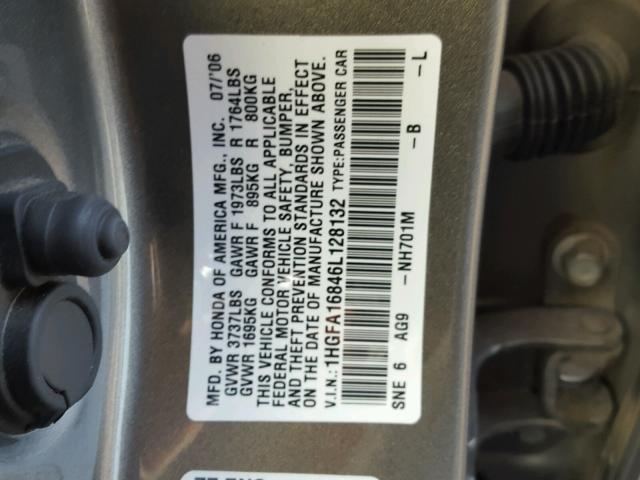 MFD. BY HONDA OF AMERICA MFG., INC. 07/'06
GVWR 3737LBS GAWR F 1973LBS R 1764LBS
GVWR 1695KG GAWR F 895KG R 800KG
THIS VEHICLE CONFORMS TO ALL APPLICABLE
FEDERAL MOTOR VEHICLE SAFETY, BUMPER,
AND THEFT PREVENTION STANDARDS IN EFFECT
ON THE DATE OF MANUFACTURE SHOWN ABOVE.
V.I.N.: 1HGFA16846L128132 TYPE:PASSENGER CAR
SNE 6 AG9 -NH701M -B -L